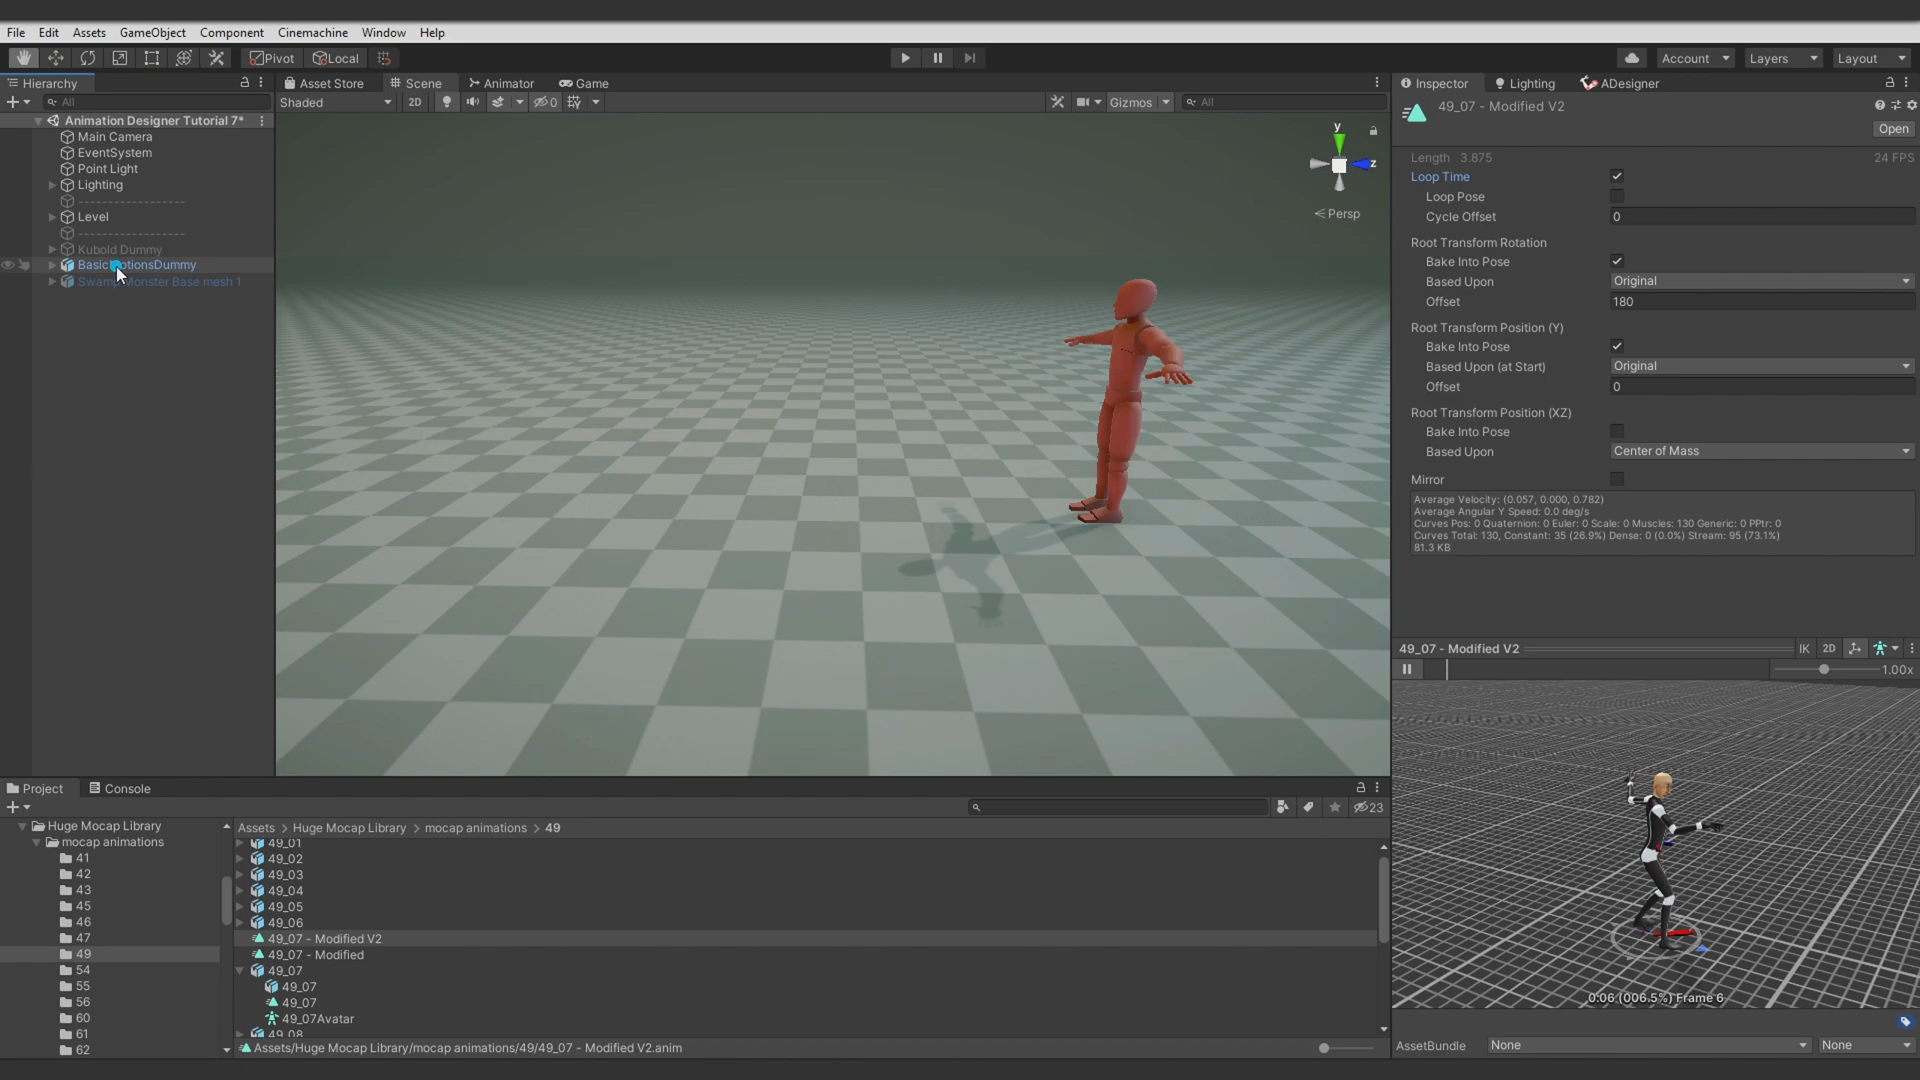 File Edit Assets GameObject Component Cinemachine Window Help
Pivot Local Account Layers Layout
Hierarchy Asset Store Scene Animator Game Inspector Lighting ADesigner
All Shaded 2D 0 Gizmos All 49_07 - Modified V2
Open
Animation Designer Tutorial 7*
Main Camera
EventSystem
Point Light
Lighting
------------------
Level
------------------
Kubold Dummy
Swamp Monster Base mesh 1
y
z
Persp
Length 3.875 24 FPS
Loop Time
Loop Pose
Cycle Offset 0
Root Transform Rotation
Bake Into Pose
Based Upon Original
Offset 180
Root Transform Position (Y)
Bake Into Pose
Based Upon (at Start) Original
Offset 0
Root Transform Position (XZ)
Bake Into Pose
Based Upon Center of Mass
Mirror
Average Velocity: (0.057, 0.000, 0.782)
Average Angular Y Speed: 0.0 deg/s
Curves Pos: 0 Quaternion: 0 Euler: 0 Scale: 0 Muscles: 130 Generic: 0 PPtr: 0
Curves Total: 130, Constant: 35 (26.9%) Dense: 0 (0.0%) Stream: 95 (73.1%)
81.3 KB
49_07 - Modified V2 IK 2D
1.00x
0:06 (006.5%) Frame 6
AssetBundle None None
Project Console
23
Huge Mocap Library
mocap animations
41
42
43
45
46
47
49
54
55
56
60
61
62
Assets > Huge Mocap Library > mocap animations > 49
49_01
49_02
49_03
49_04
49_05
49_06
49_07 - Modified V2
49_07 - Modified
49_07
49_07
49_07
49_07Avatar
49_08
Assets/Huge Mocap Library/mocap animations/49/49_07 - Modified V2.anim